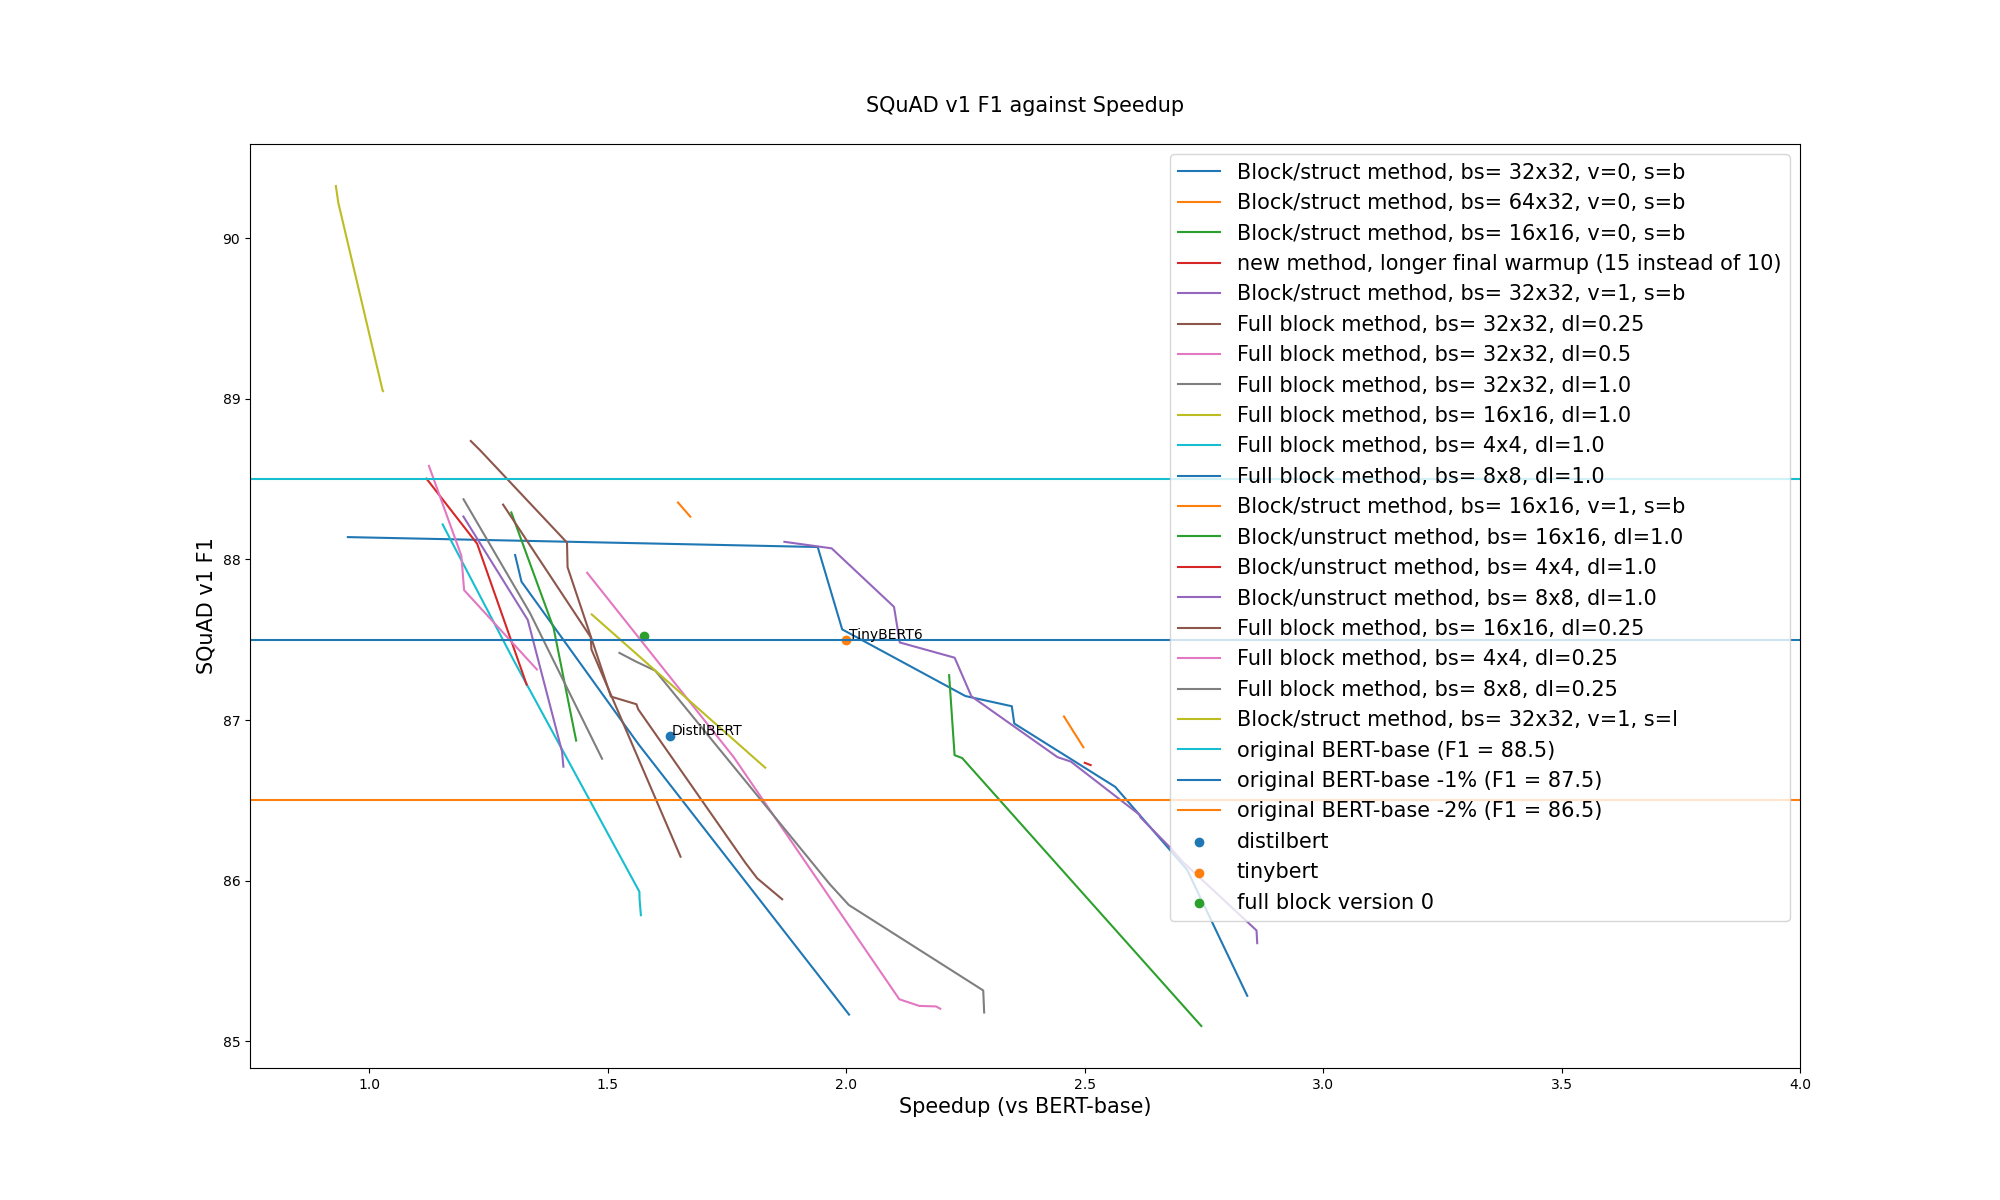 SQuAD v1 F1 against Speedup
SQuAD v1 F1
90
89
88
87
86
85
TinyBERT6
DistilBERT
Block/struct method, bs= 32x32, v=0, s=b
Block/struct method, bs= 64x32, v=0, s=b
Block/struct method, bs= 16x16, v=0, s=b
new method, longer final warmup (15 instead of 10)
Block/struct method, bs= 32x32, v=1, s=b
Full block method, bs= 32x32, dl=0.25
Full block method, bs= 32x32, dl=0.5
Full block method, bs= 32x32, dl=1.0
Full block method, bs= 16x16, dl=1.0
Full block method, bs= 4x4, dl=1.0
Full block method, bs= 8x8, dl=1.0
Block/struct method, bs= 16x16, v=1, s=b
Block/unstruct method, bs= 16x16, dl=1.0
Block/unstruct method, bs= 4x4, dl=1.0
Block/unstruct method, bs= 8x8, dl=1.0
Full block method, bs= 16x16, dl=0.25
Full block method, bs= 4x4, dl=0.25
Full block method, bs= 8x8, dl=0.25
Block/struct method, bs= 32x32, v=1, s=l
original BERT-base (F1 = 88.5)
original BERT-base -1% (F1 = 87.5)
original BERT-base -2% (F1 = 86.5)
distilbert
tinybert
full block version 0
1.0 1.5 2.0 2.5 3.0 3.5 4.0
Speedup (vs BERT-base)